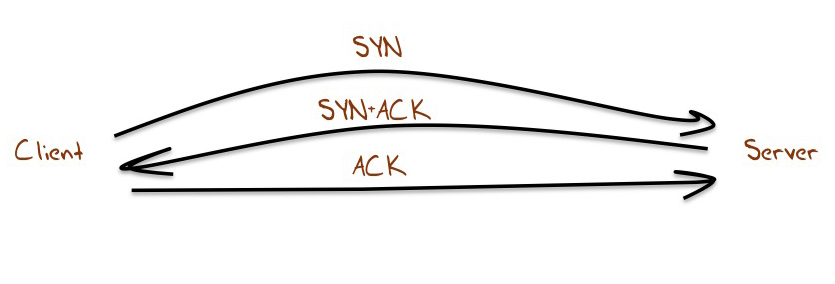 SYN
SYN+ACK
Client
Server
ACK